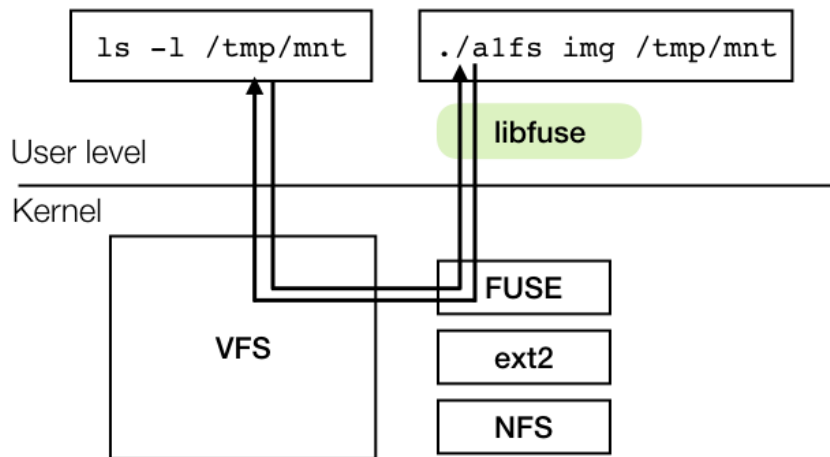 ls -l /tmp/mnt
./a1fs img /tmp/mnt
libfuse
User level
Kernel
FUSE
VFS
ext2
NFS